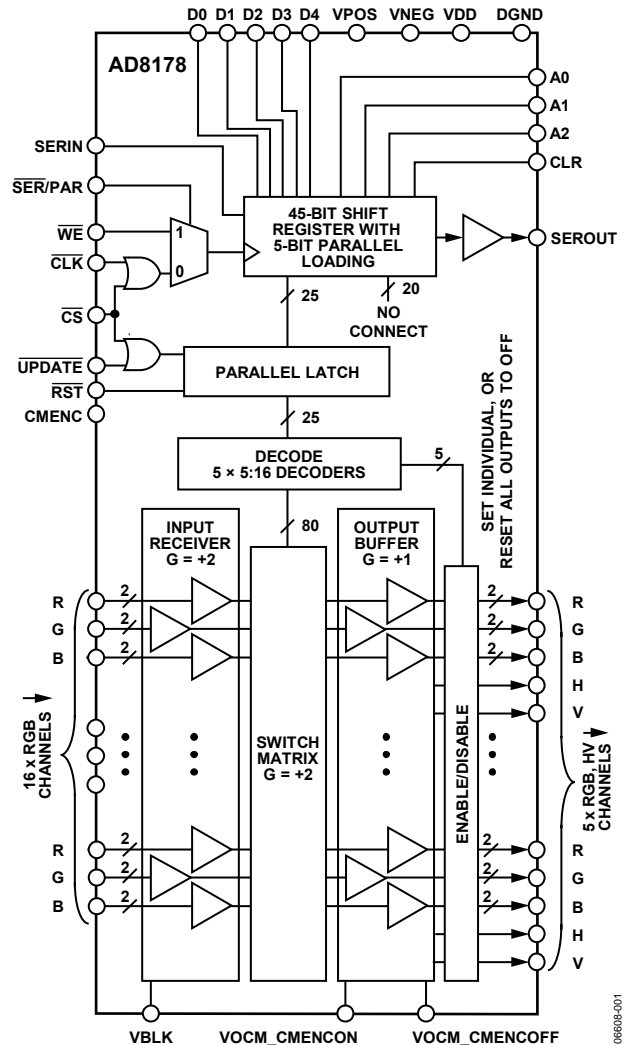 D0 D1 D2 D3 D4 VPOS VNEG VDD DGND
AD8178
A0
A1
A2
CLR
SERIN
SER/PAR
WE
CLK
CS
UPDATE
RST
CMENC
1
0
45-BIT SHIFT
REGISTER WITH
5-BIT PARALLEL
LOADING
SEROUT
25
20
NO
CONNECT
PARALLEL LATCH
25
DECODE
5 × 5:16 DECODERS
5
SET INDIVIDUAL, OR
RESET ALL OUTPUTS TO OFF
80
INPUT
RECEIVER
G = +2
OUTPUT
BUFFER
G = +1
R 2 2 R
G 2 2 G
B 2 2 B
H
V
16 x RGB
CHANNELS
SWITCH
MATRIX
G = +2
ENABLE/DISABLE
5 x RGB, HV
CHANNELS
R 2 2 R
G 2 2 G
B 2 2 B
H
V
VBLK VOCM_CMENCON VOCM_CMENCOFF
06608-001